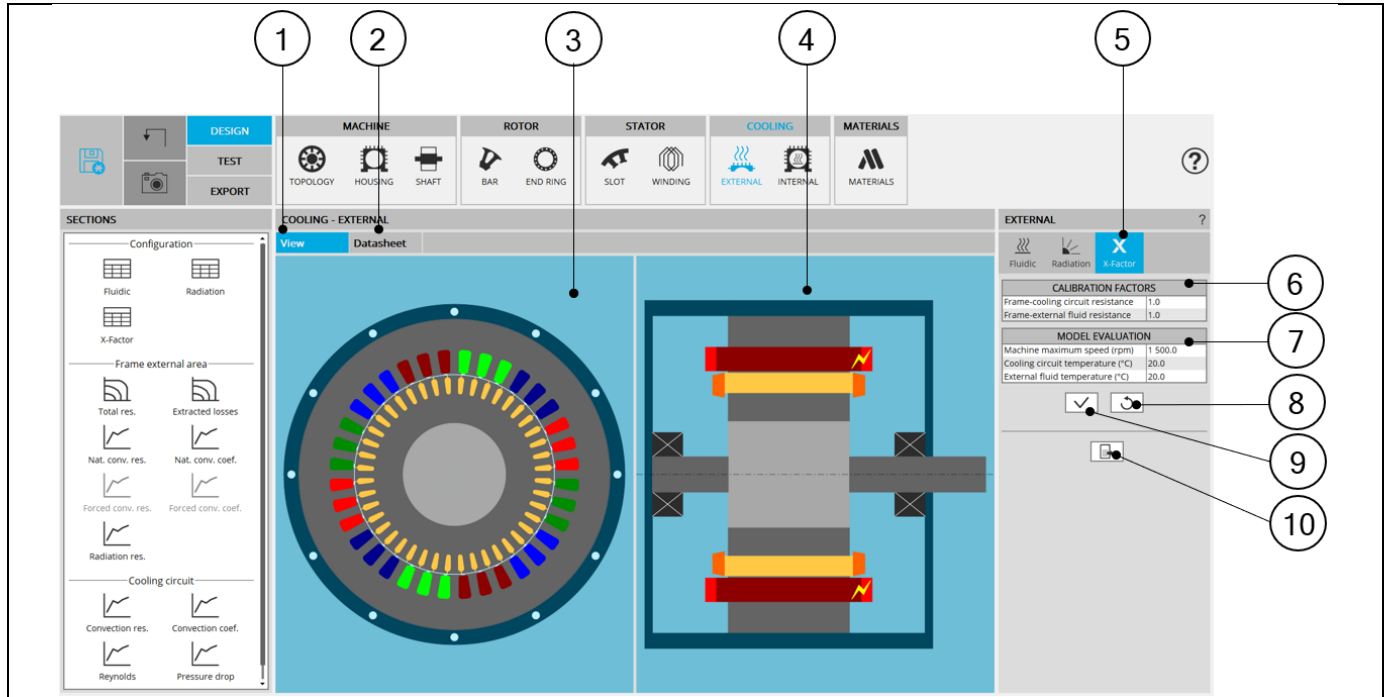 1 2 3 4 5
DESIGN
TEST
EXPORT
MACHINE
TOPOLOGY HOUSING SHAFT
ROTOR
BAR END RING
STATOR
SLOT WINDING
COOLING
EXTERNAL INTERNAL
MATERIALS
MATERIALS
?
SECTIONS
Configuration
Fluidic Radiation
X-Factor
Frame external area
Total res. Extracted losses
Nat. conv. res. Nat. conv. coef.
Forced conv. res. Forced conv. coef.
Radiation res.
Cooling circuit
Convection res. Convection coef.
Reynolds Pressure drop
COOLING - EXTERNAL
View Datasheet
EXTERNAL ?
X
Fluidic Radiation X-Factor
CALIBRATION FACTORS
Frame-cooling circuit resistance 1.0
Frame-external fluid resistance 1.0
MODEL EVALUATION
Machine maximum speed (rpm) 1 500.0
Cooling circuit temperature (°C) 20.0
External fluid temperature (°C) 20.0
6
7
8
9
10